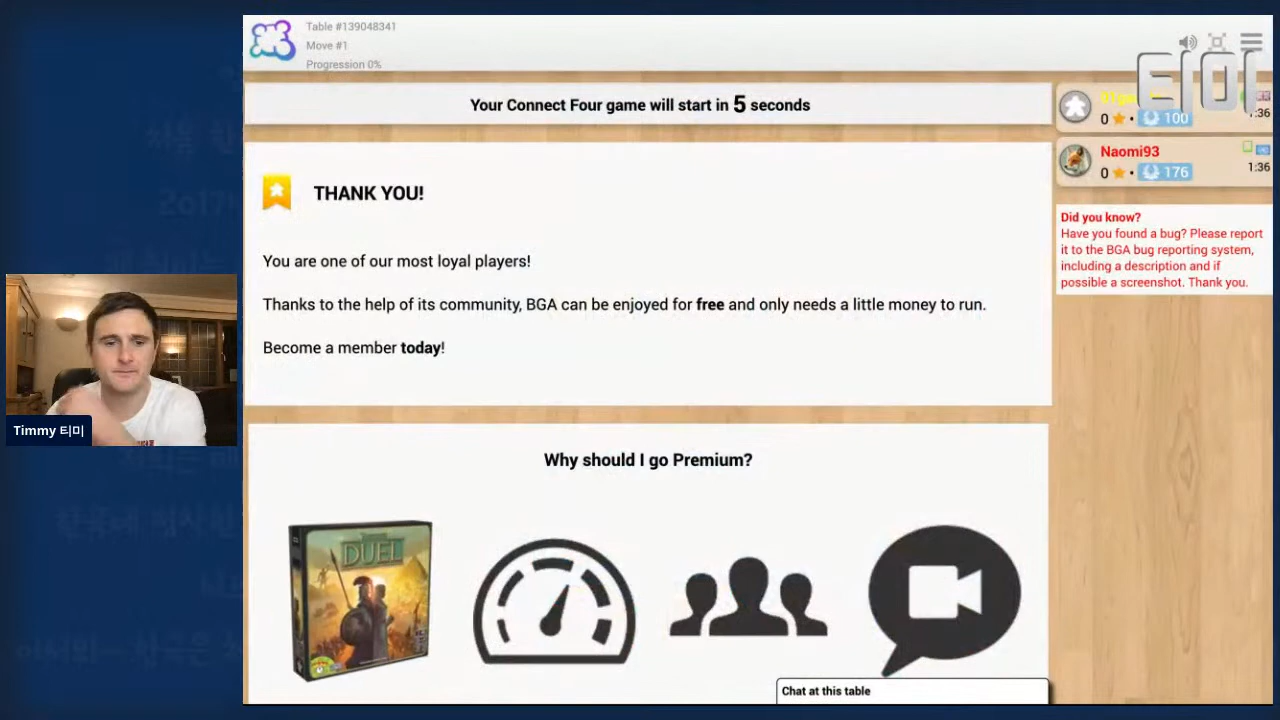 Table #139048341
Move #1
Progression 0%
Your Connect Four game will start in 5 seconds
0 • 100
:36
Naomi93
0 • 176
1:36
THANK YOU!
You are one of our most loyal players!
Thanks to the help of its community, BGA can be enjoyed for free and only needs a little money to run.
Become a member today!
Did you know?
Have you found a bug? Please report
it to the BGA bug reporting system,
including a description and if
possible a screenshot. Thank you.
Timmy 티미
Why should I go Premium?
DUEL
Chat at this table